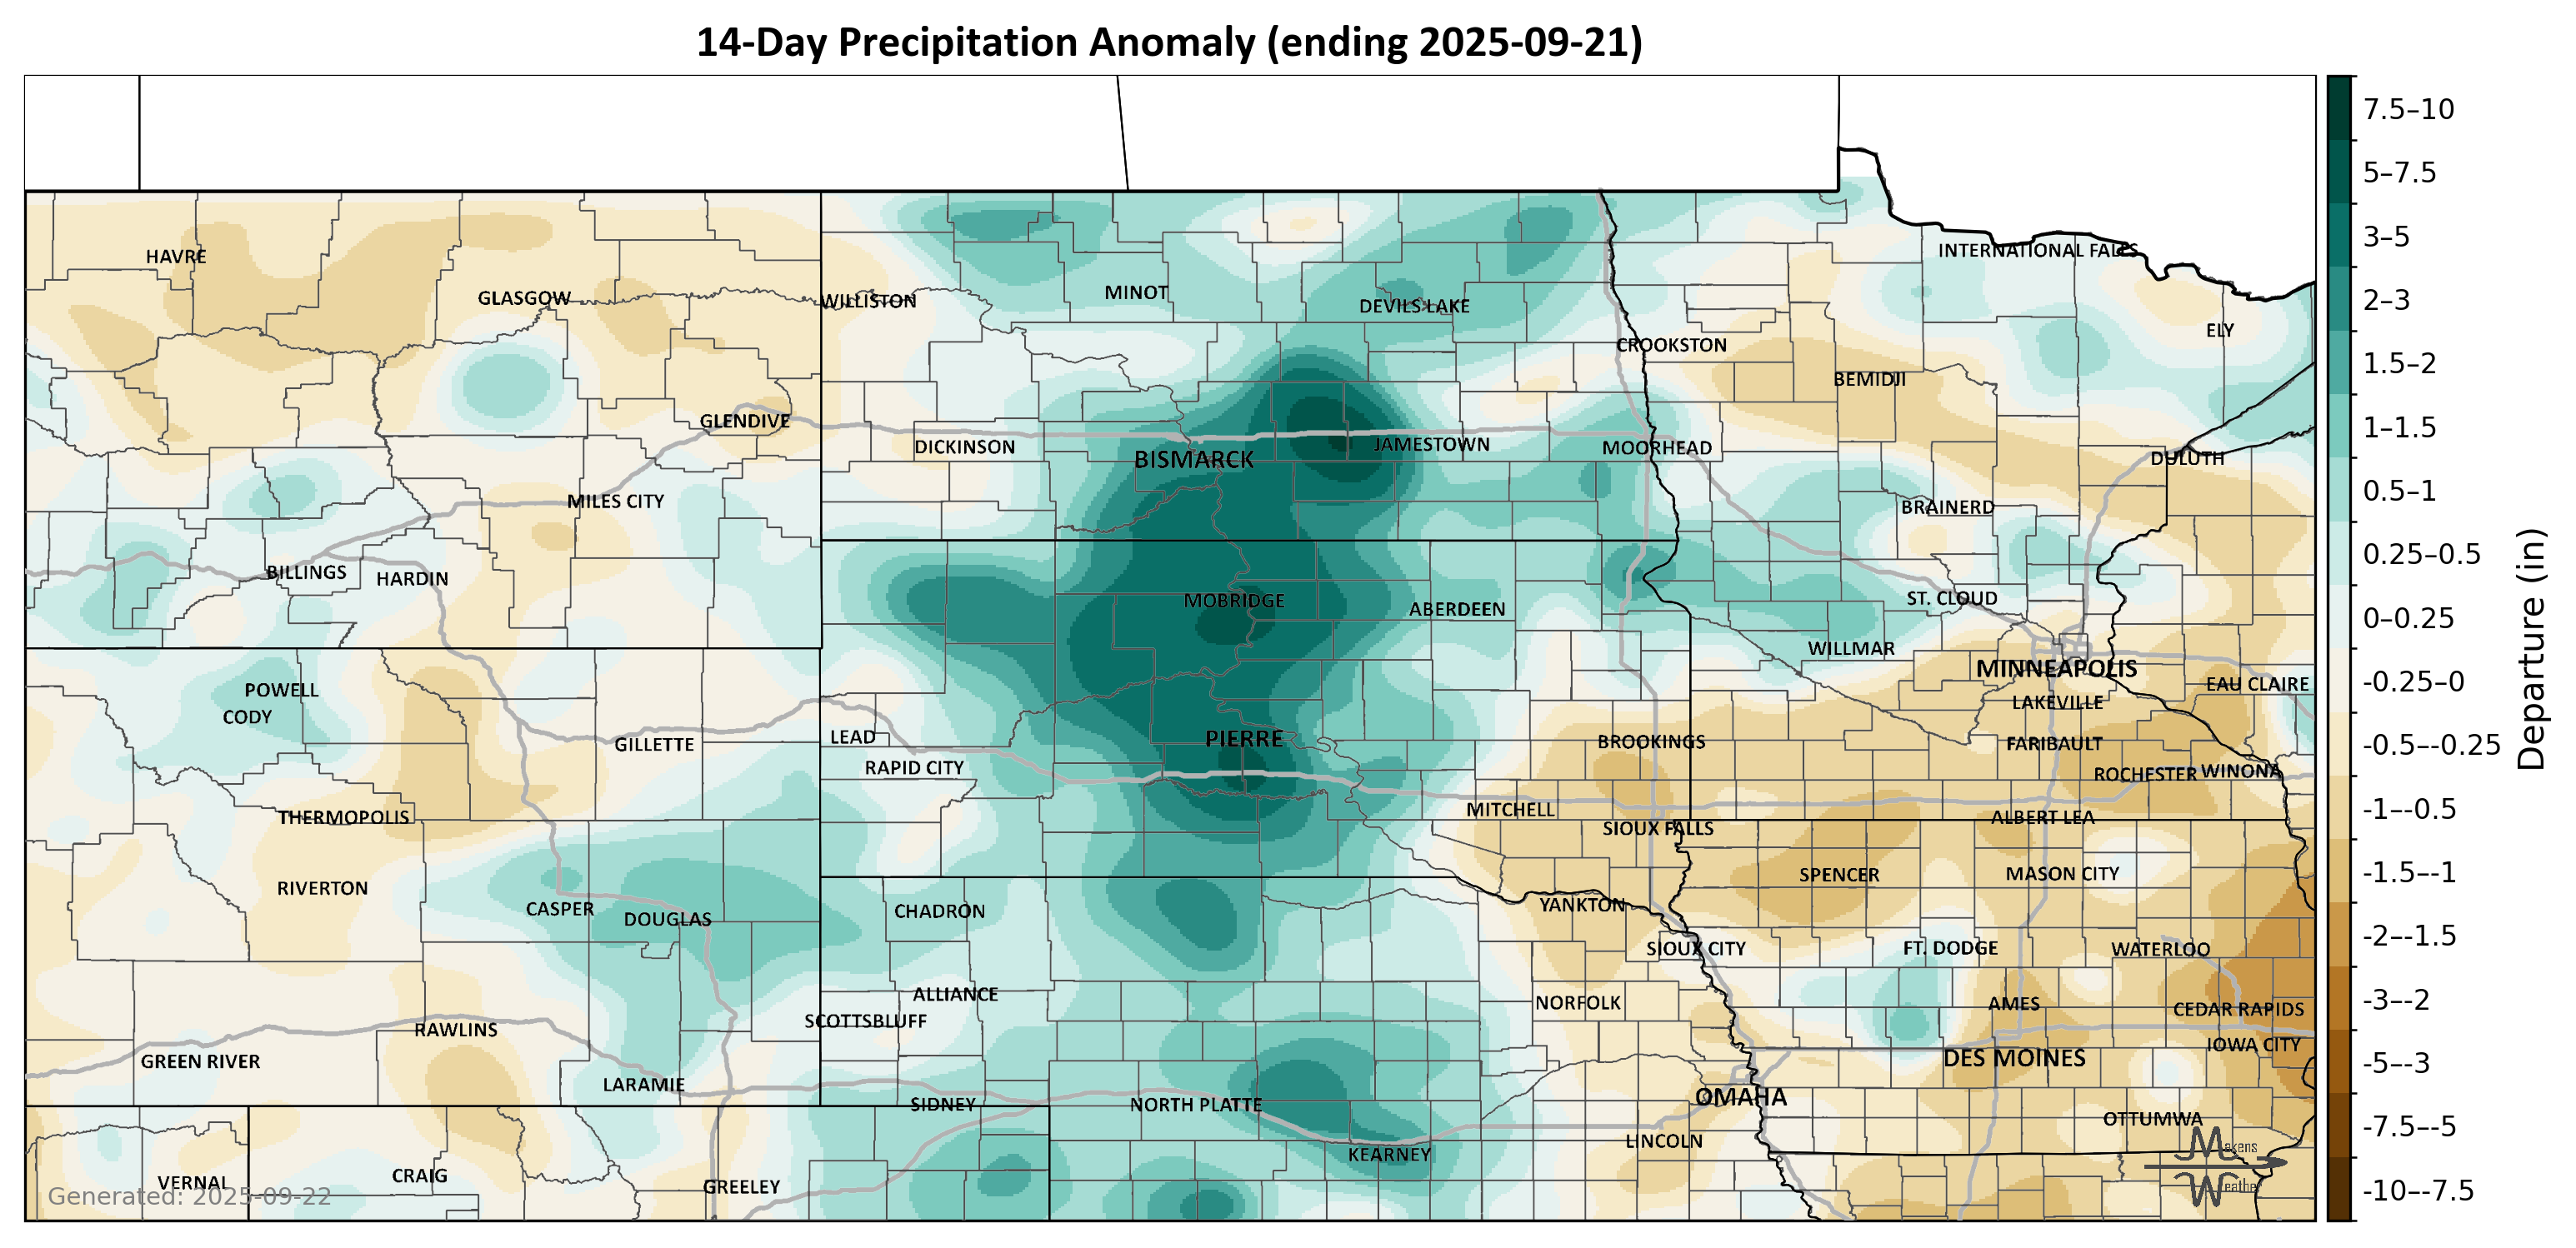 14-Day Precipitation Anomaly (ending 2025-09-21)
HAVRE
GLASGOW
WILLISTON
MINOT
DEVILS LAKE
INTERNATIONAL FALLS
ELY
CROOKSTON
BEMIDJI
GLENDIVE
DICKINSON
BISMARCK
JAMESTOWN
MOORHEAD
DULUTH
MILES CITY
BRAINERD
BILLINGS
HARDIN
MOBRIDGE
ABERDEEN
ST. CLOUD
WILLMAR
MINNEAPOLIS
EAU CLAIRE
POWELL
CODY
LAKEVILLE
GILLETTE
LEAD
PIERRE
BROOKINGS
FARIBAULT
RAPID CITY
ROCHESTER
WINONA
THERMOPOLIS
MITCHELL
SIOUX FALLS
ALBERT LEA
RIVERTON
CASPER
DOUGLAS
CHADRON
YANKTON
SPENCER
MASON CITY
SIOUX CITY
FT. DODGE
WATERLOO
ALLIANCE
NORFOLK
AMES
CEDAR RAPIDS
SCOTTSBLUFF
RAWLINS
GREEN RIVER
DES MOINES
IOWA CITY
LARAMIE
SIDNEY
NORTH PLATTE
OMAHA
OTTUMWA
LINCOLN
KEARNEY
VERNAL
CRAIG
GREELEY
Generated: 2025-09-22
Makens
Weather
7.5–10
5–7.5
3–5
2–3
1.5–2
1–1.5
0.5–1
0.25–0.5
0–0.25
-0.25–0
-0.5–-0.25
-1–-0.5
-1.5–-1
-2–-1.5
-3–-2
-5–-3
-7.5–-5
-10–-7.5
Departure (in)